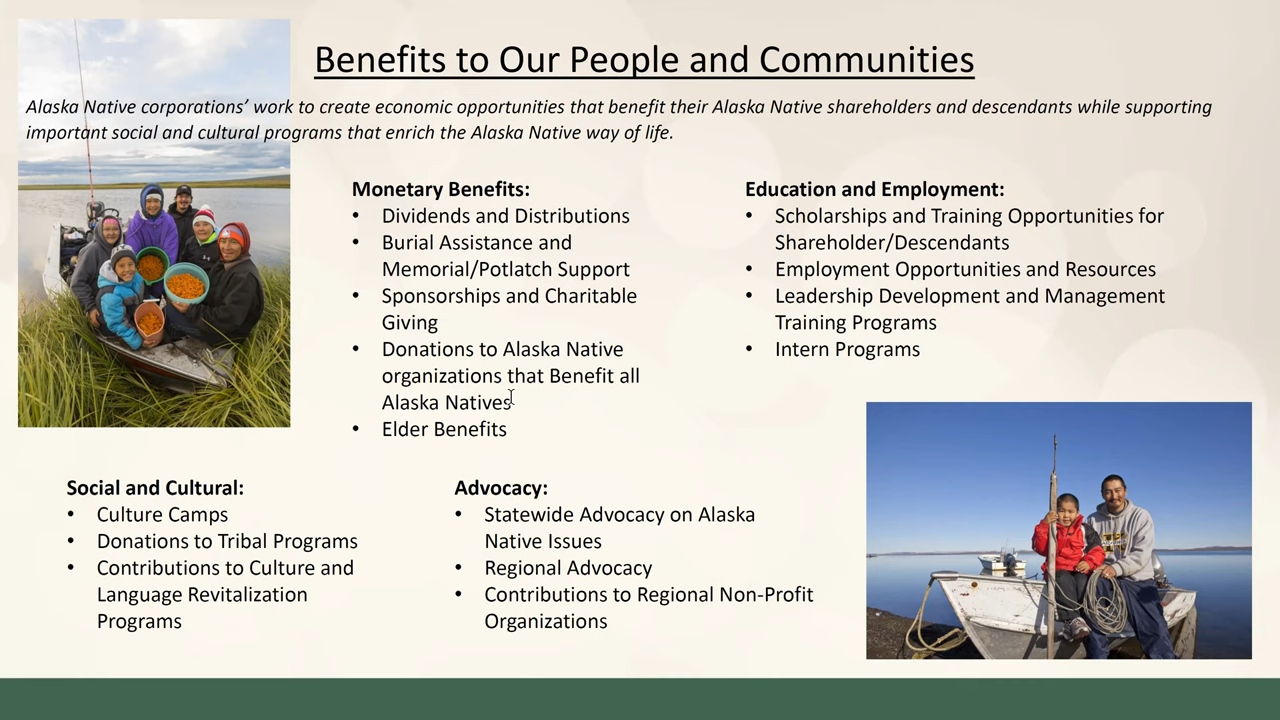 Benefits to Our People and Communities
Alaska Native corporations’ work to create economic opportunities that benefit their Alaska Native shareholders and descendants while supporting
important social and cultural programs that enrich the Alaska Native way of life.
Monetary Benefits:
• Dividends and Distributions
• Burial Assistance and
Memorial/Potlatch Support
• Sponsorships and Charitable
Giving
• Donations to Alaska Native
organizations that Benefit all
Alaska Natives
• Elder Benefits
Education and Employment:
• Scholarships and Training Opportunities for
Shareholder/Descendants
• Employment Opportunities and Resources
• Leadership Development and Management
Training Programs
• Intern Programs
Social and Cultural:
• Culture Camps
• Donations to Tribal Programs
• Contributions to Culture and
Language Revitalization
Programs
Advocacy:
• Statewide Advocacy on Alaska
Native Issues
• Regional Advocacy
• Contributions to Regional Non-Profit
Organizations